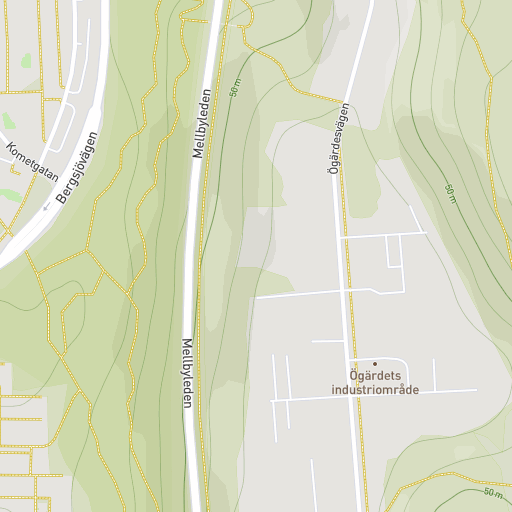 50 m
Mellbyleden
Ögärdesvägen
Kometgatan
Bergsjövägen
50 m
Mellbyleden
Ögärdets
industriområde
50 m